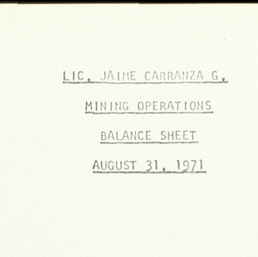 LIC. JAIME CARRANZA G.
MINING OPERATIONS
BALANCE SHEET
AUGUST 31, 1971